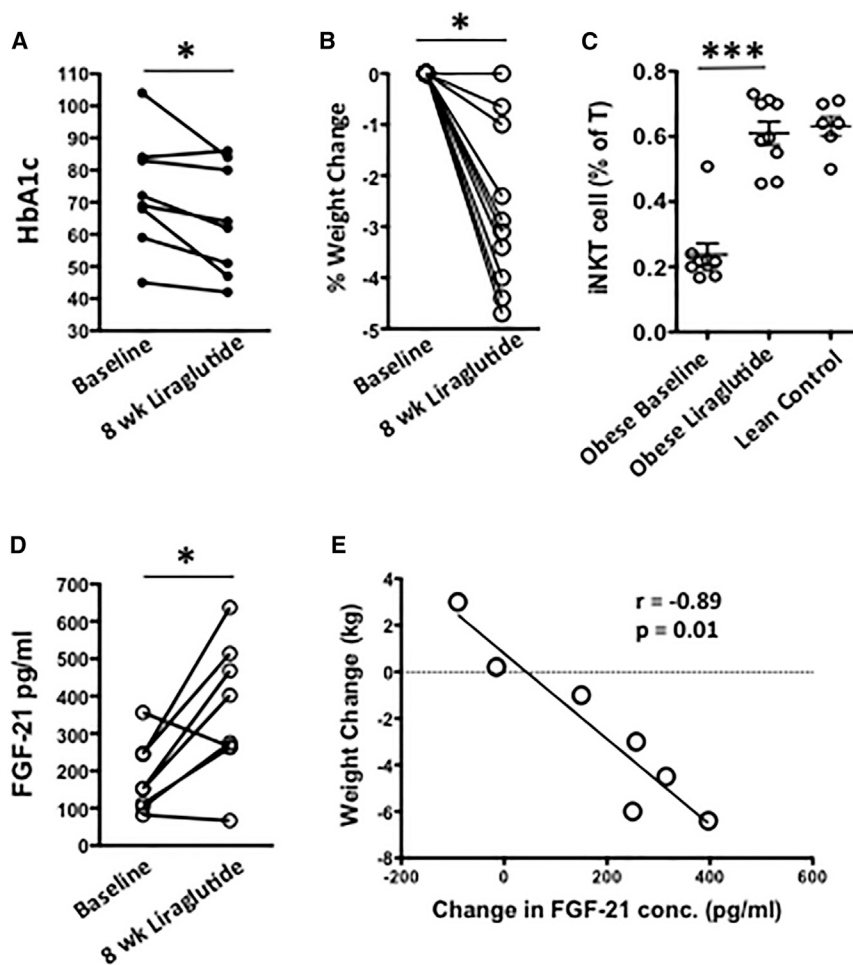 A
*
HbA1c
110
100
90
80
70
60
50
40
30
Baseline
8 wk Liraglutide
B
*
% Weight Change
0
-1
-2
-3
-4
-5
Baseline
8 wk Liraglutide
C
***
iNKT cell (% of T)
0.8
0.6
0.4
0.2
0.0
Obese Baseline
Obese Liraglutide
Lean Control
D
*
FGF-21 pg/ml
700
600
500
400
300
200
100
0
Baseline
8 wk Liraglutide
E
r = -0.89
p = 0.01
Weight Change (kg)
4
2
0
-2
-4
-6
-8
-200
0
200
400
600
Change in FGF-21 conc. (pg/ml)